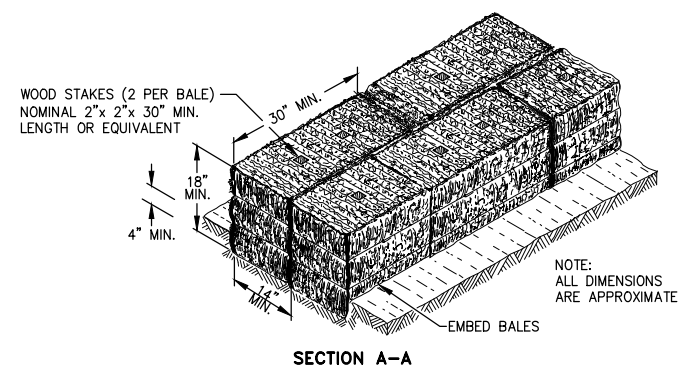 WOOD STAKES (2 PER BALE)
NOMINAL 2"x 2"x 30" MIN.
LENGTH OR EQUIVALENT
30" MIN.
18"
MIN.
4" MIN.
14"
MIN.
NOTE:
ALL DIMENSIONS
ARE APPROXIMATE
EMBED BALES
SECTION A-A